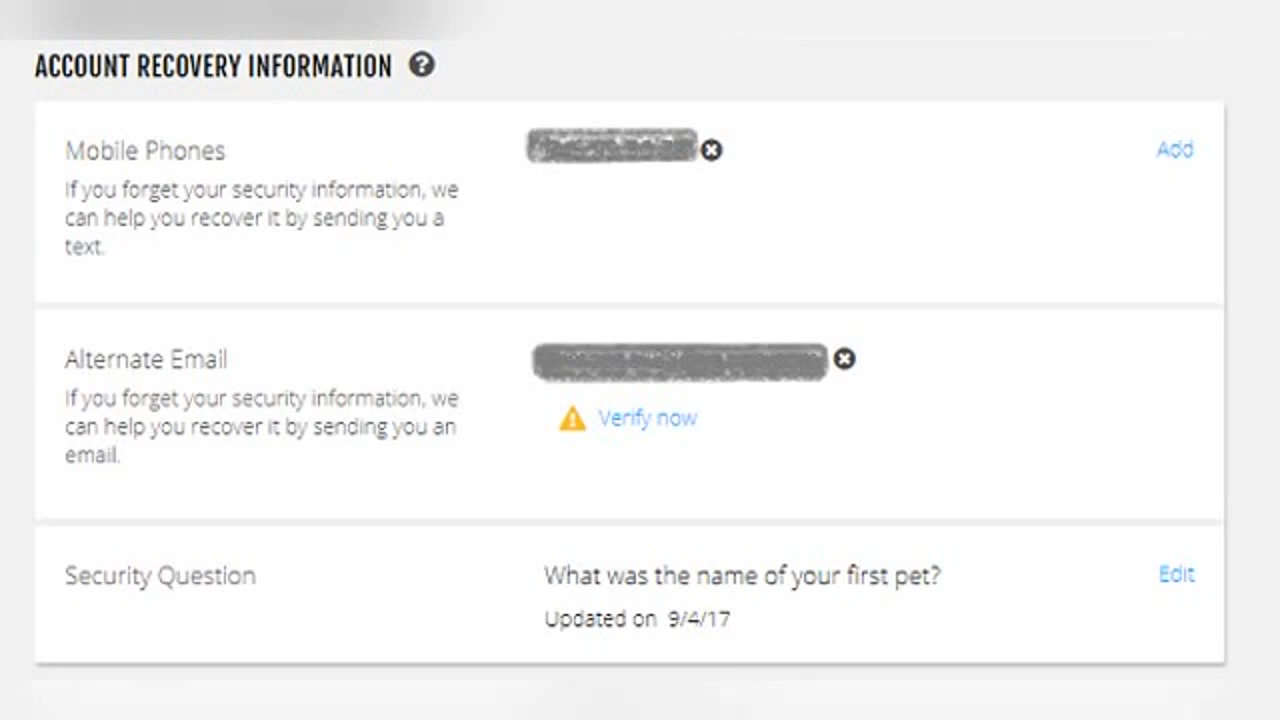 ACCOUNT RECOVERY INFORMATION ?
Mobile Phones
Add
If you forget your security information, we
can help you recover it by sending you a
text.
Alternate Email
If you forget your security information, we
can help you recover it by sending you an
email.
Verify now
Security Question
What was the name of your first pet?
Edit
Updated on 9/4/17